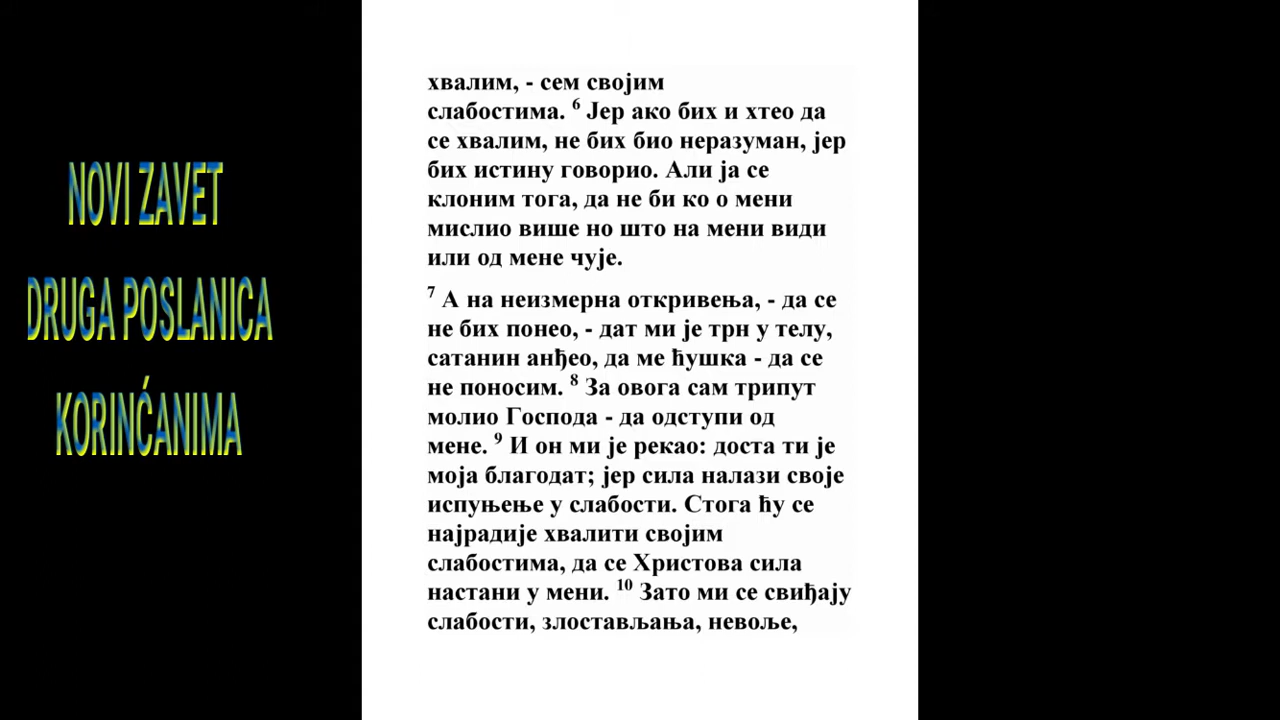 NOVI ZAVET
DRUGA POSLANICA
KORINĆANIMA
хвалим, - сем својим
слабостима. 6 Јер ако бих и хтео да
се хвалим, не бих био неразуман, јер
бих истину говорио. Али ја се
клоним тога, да не би ко о мени
мислио више но што на мени види
или од мене чује.
7 А на неизмерна откривења, - да се
не бих понео, - дат ми је трн у телу,
сатанин анђео, да ме ћушка - да се
не поносим. 8 За овога сам трипут
молио Господа - да одступи од
мене. 9 И он ми је рекао: доста ти је
моја благодат; јер сила налази своје
испуњење у слабости. Стога ћу се
најрадије хвалити својим
слабостима, да се Христова сила
настани у мени. 10 Зато ми се свиђају
слабости, злостављања, невоље,